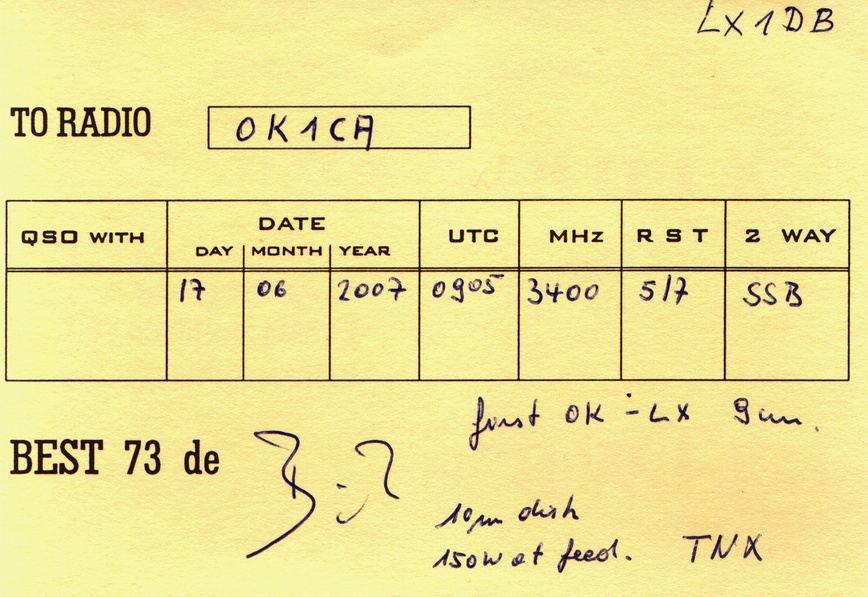 LX1DB
TO RADIO OK1CA
QSO WITH DATE UTC MHz R S T 2 WAY
DAY MONTH YEAR
17 06 2007 0905 3400 5/7 SSB
first OK - LX 9cm.
BEST 73 de
10m dish
150W at feed. TNX